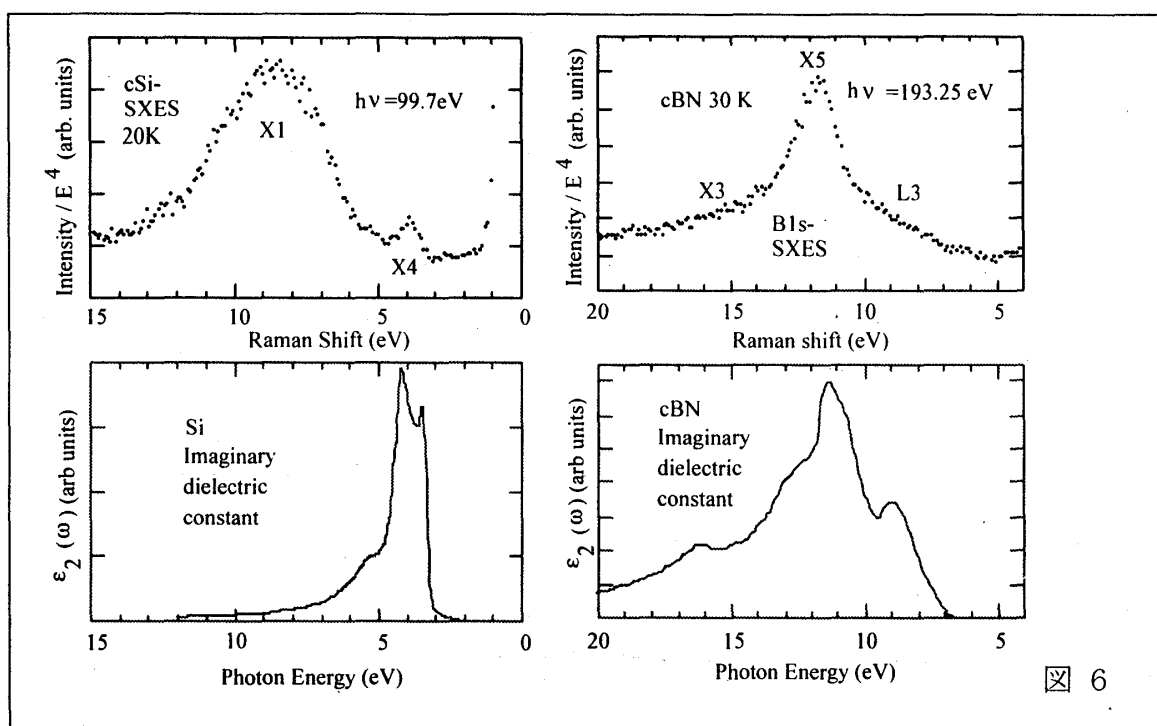 Intensity / E^4 (arb. units)
cSi-
SXES
20K
hν =99.7eV
X1
X4
15 10 5 0
Raman Shift (eV)
Intensity / E^4 (arb. units)
X5
cBN 30 K
hν =193.25 eV
X3
L3
B1s-
SXES
20 15 10 5
Raman shift (eV)
ε2 (ω) (arb units)
Si
Imaginary
dielectric
constant
15 10 5 0
Photon Energy (eV)
ε2 (ω) (arb units)
cBN
Imaginary
dielectric
constant
20 15 10 5
Photon Energy (eV)
図 6